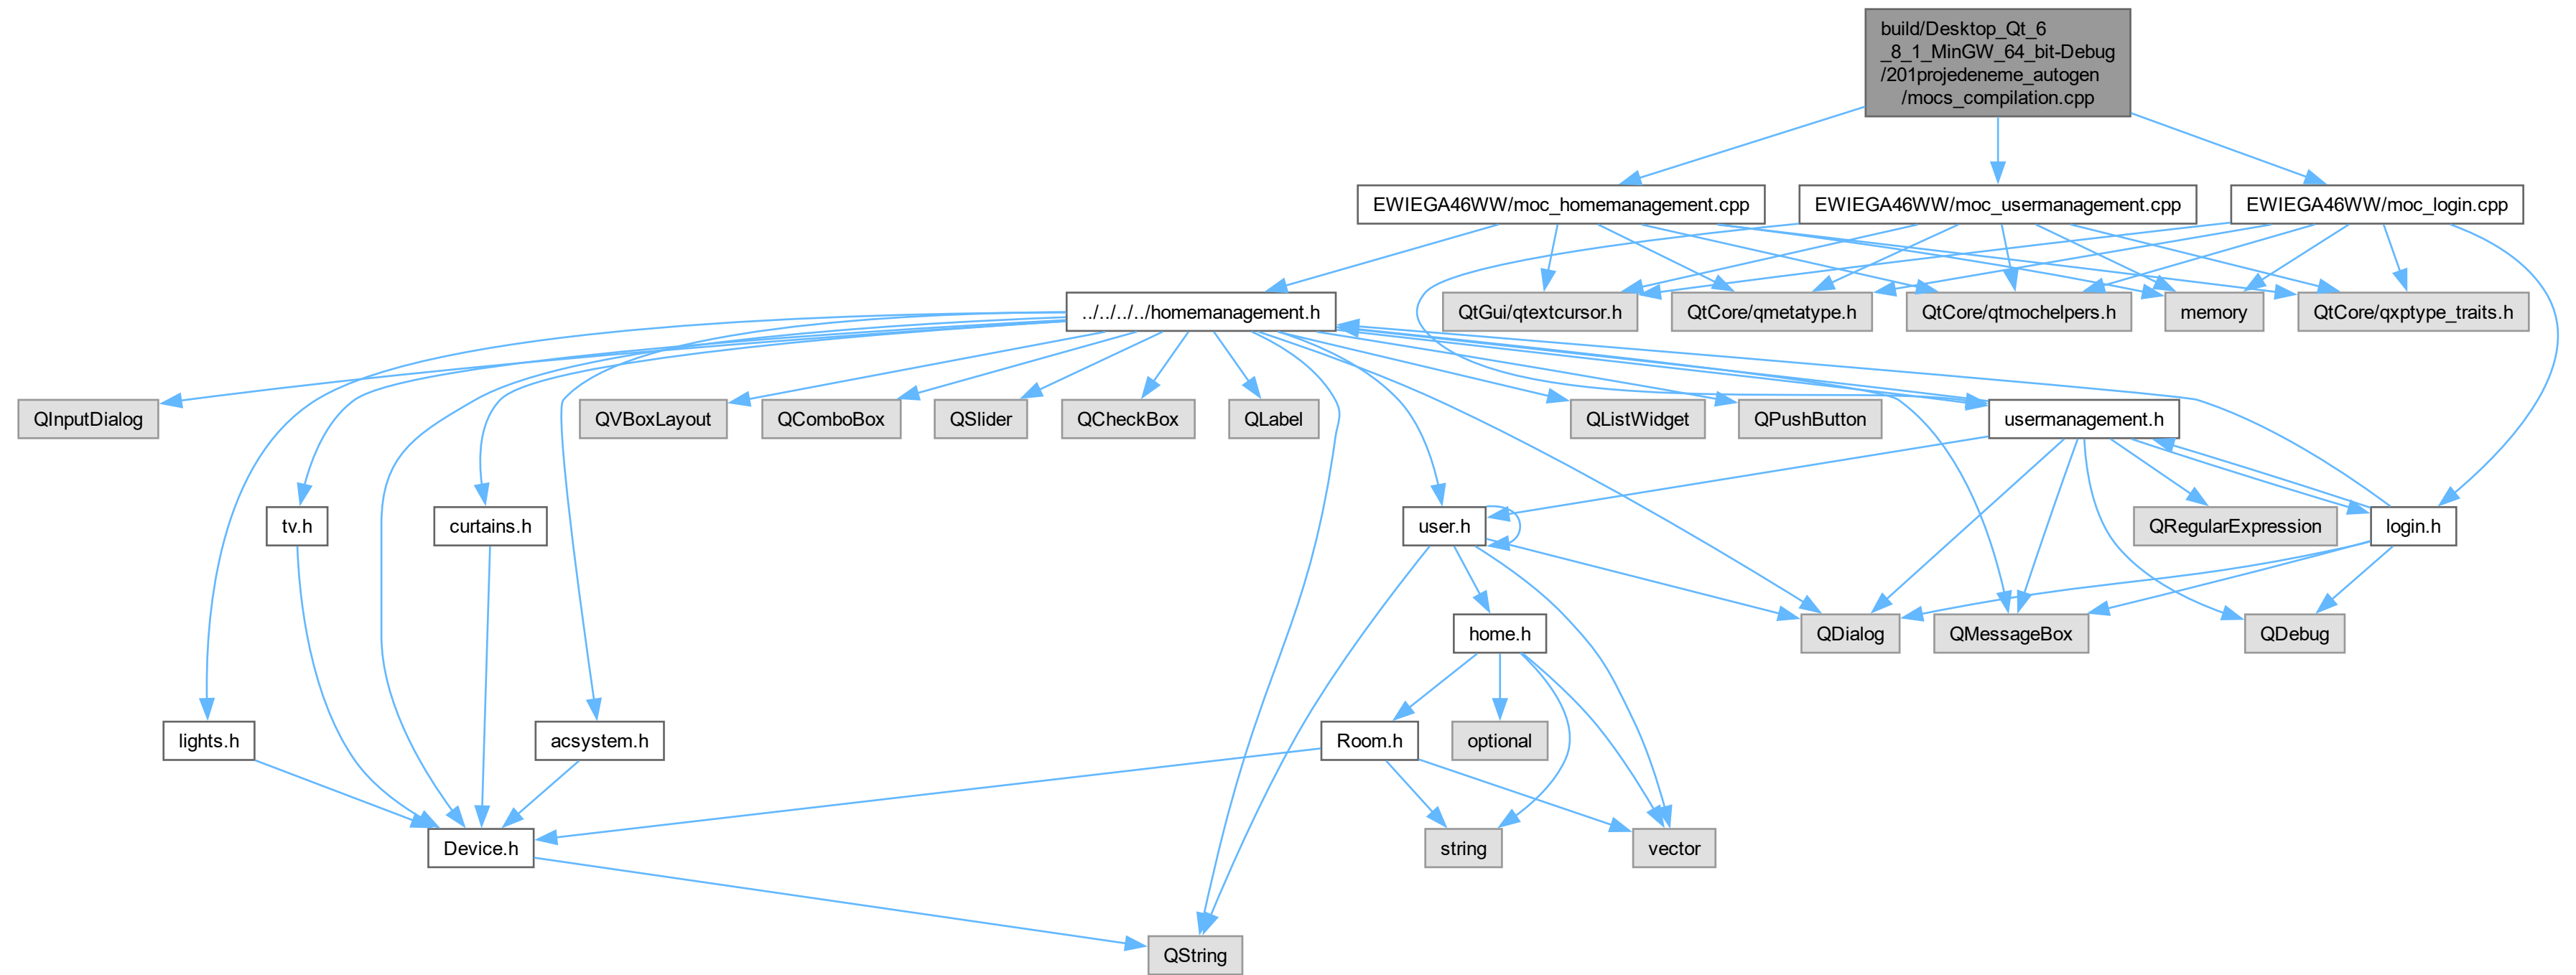 build/Desktop_Qt_6
_8_1_MinGW_64_bit-Debug
/201projedeneme_autogen
/mocs_compilation.cpp
EWIEGA46WW/moc_homemanagement.cpp
EWIEGA46WW/moc_usermanagement.cpp
EWIEGA46WW/moc_login.cpp
../../../../homemanagement.h
QtGui/qtextcursor.h
QtCore/qmetatype.h
QtCore/qtmochelpers.h
memory
QtCore/qxptype_traits.h
QInputDialog
QVBoxLayout
QComboBox
QSlider
QCheckBox
QLabel
QListWidget
QPushButton
usermanagement.h
tv.h
curtains.h
user.h
QRegularExpression
login.h
home.h
QDialog
QMessageBox
QDebug
lights.h
acsystem.h
Room.h
optional
Device.h
string
vector
QString